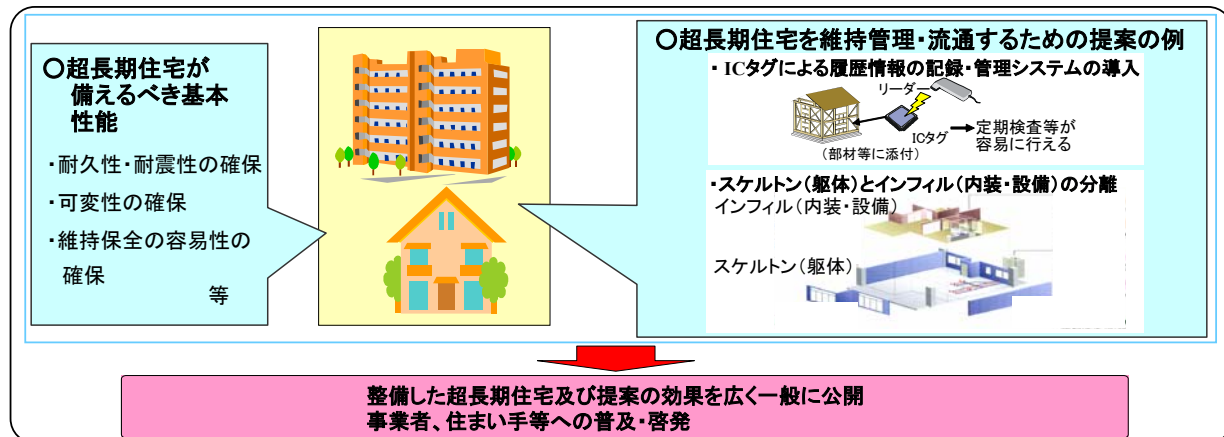 〇超長期住宅が
備えるべき基本
性能
・耐久性・耐震性の確保
・可変性の確保
・維持保全の容易性の
確保
等
〇超長期住宅を維持管理・流通するための提案の例
・ICタグによる履歴情報の記録・管理システムの導入
リーダー
ICタグ
定期検査等が
容易に行える
(部材等に添付)
・スケルトン(躯体)とインフィル(内装・設備)の分離
インフィル(内装・設備)
スケルトン(躯体)
整備した超長期住宅及び提案の効果を広く一般に公開
事業者、住まい手等への普及・啓発